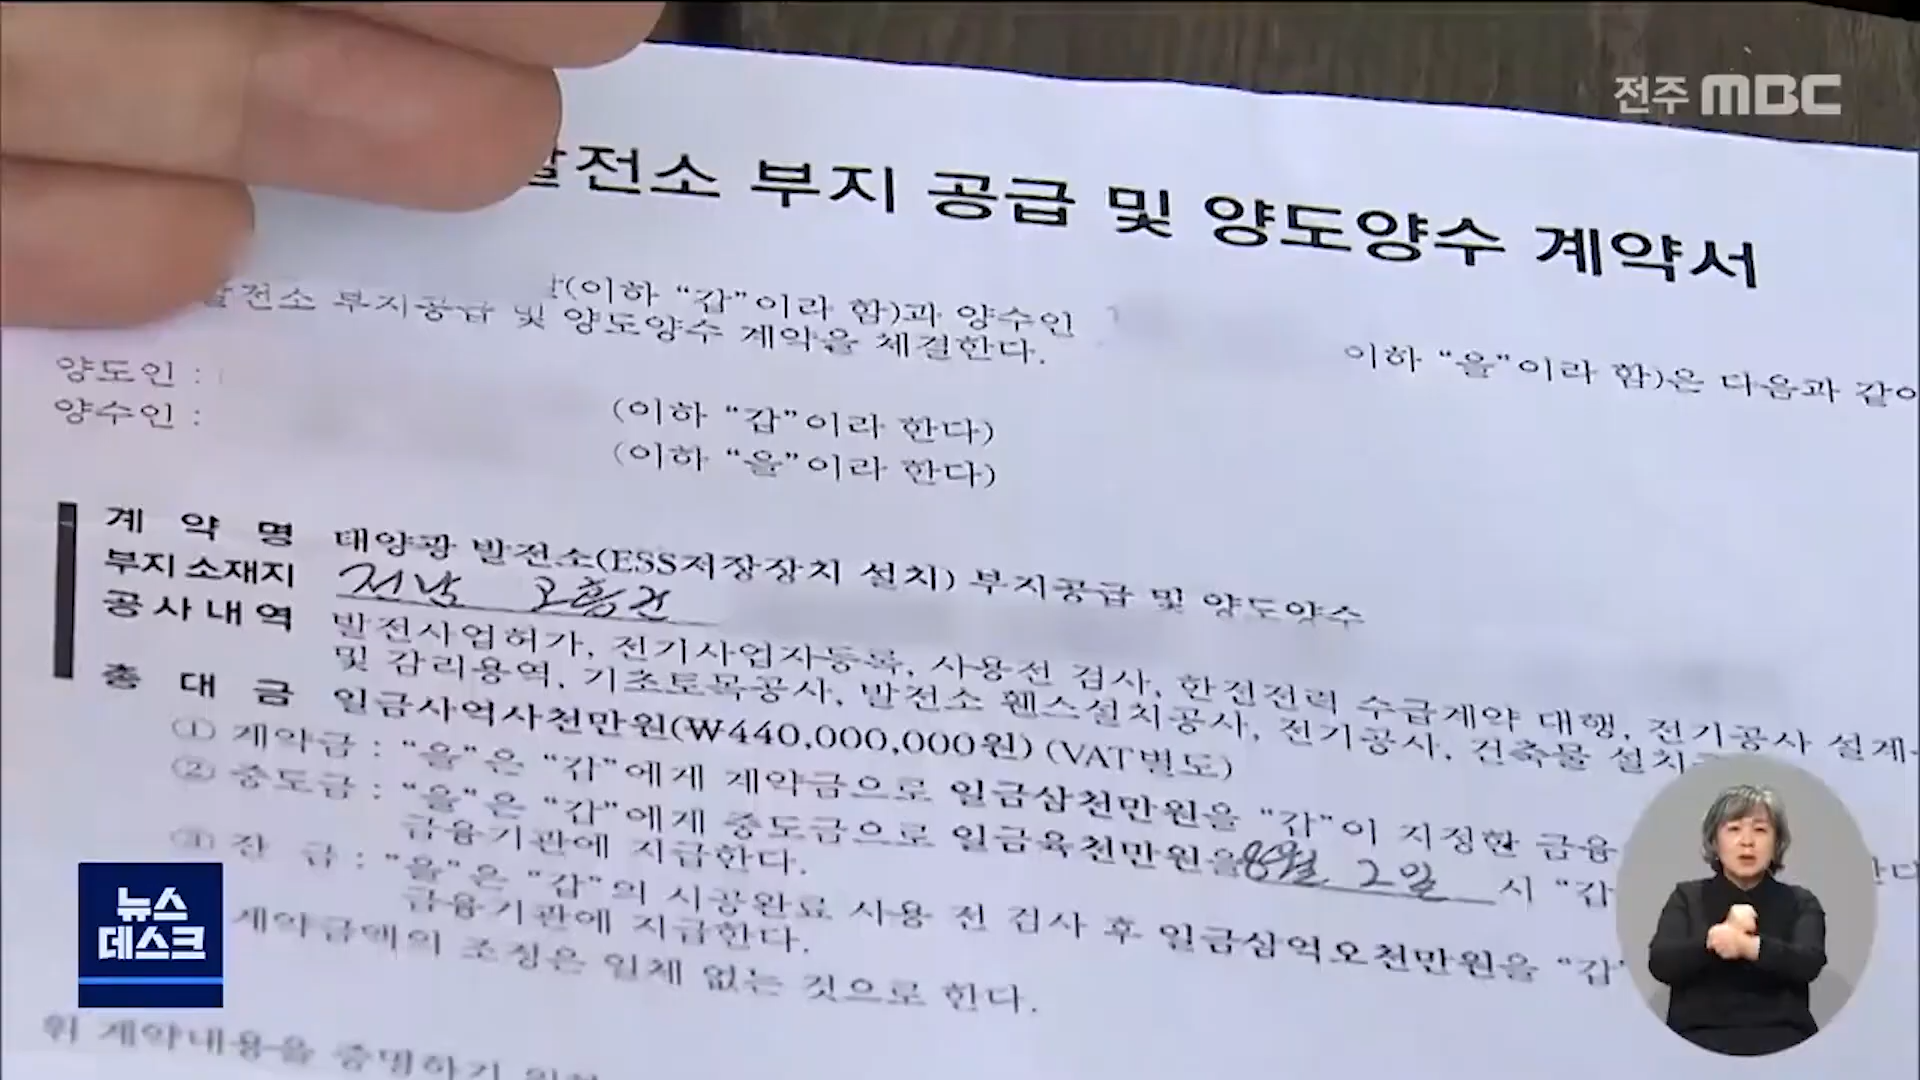 전주 MBC
발전소 부지 공급 및 양도양수 계약서
(이하 “갑”이라 함)과 양수인 이하 “을”이라 함)은 다음과 같이
발전소 부지공급 및 양도양수 계약을 체결한다.
양도인 : (이하 “갑”이라 한다)
양수인 : (이하 “을”이라 한다)
계 약 명 태양광 발전소(ESS저장장치 설치) 부지공급 및 양도양수
부지 소재지 전남 고흥군
공사내역 발전사업허가, 전기사업자등록, 사용전 검사, 한전전력 수급계약 대행, 전기공사 설계
및 감리용역, 기초토목공사, 발전소 휀스설치공사, 전기공사, 건축물 설치
총 대 금 일금사억사천만원(₩440,000,000원) (VAT별도)
① 계약금 : “을”은 “갑”에게 계약금으로 일금삼천만원을 “갑”이 지정한 금융
② 중도금 : “을”은 “갑”에게 중도금으로 일금육천만원을 8월 2일 시 “갑
금융기관에 지급한다.
③ 잔 금 : “을”은 “갑”의 시공완료 사용 전 검사 후 일금삼억오천만원을 “갑”
금융기관에 지급한다.
계약금액의 조정은 일체 없는 것으로 한다.
위 계약내용을 증명하기 위하
뉴스
데스크